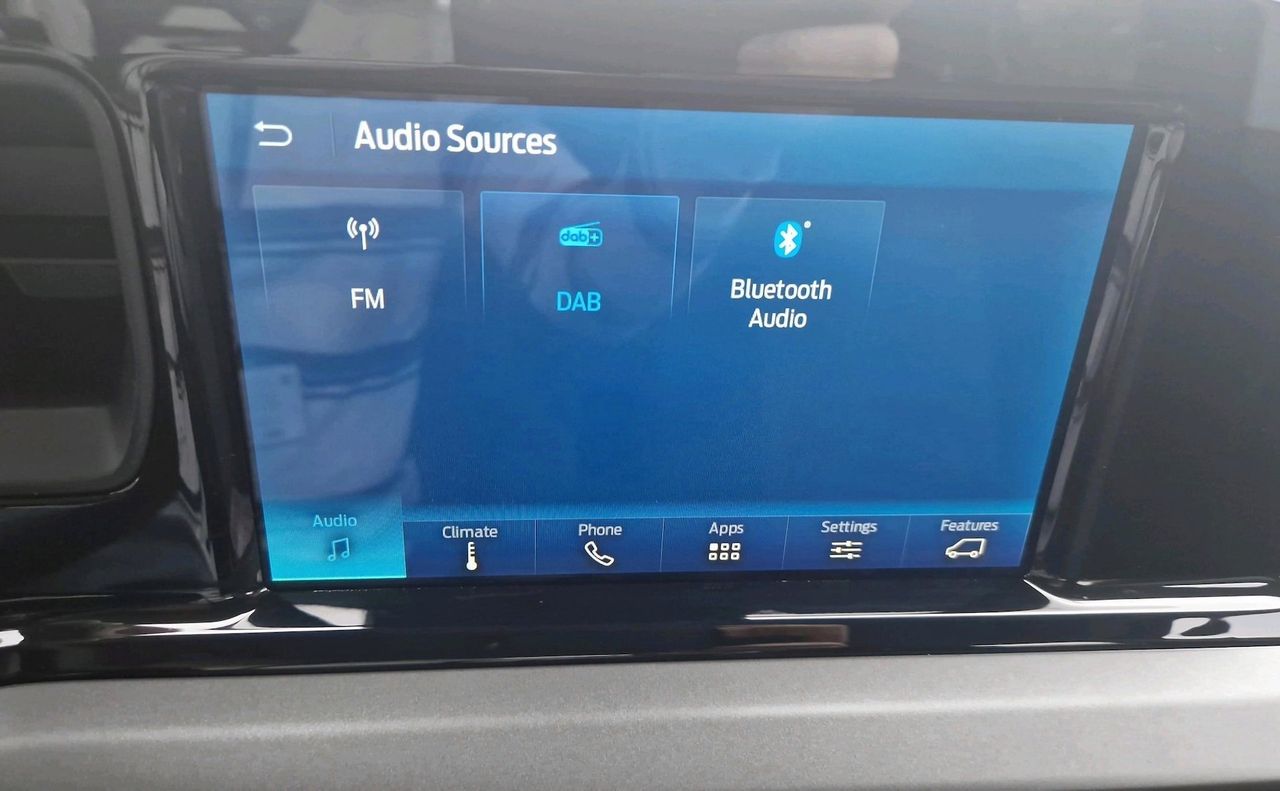 Audio Sources
FM
dab+
DAB
Bluetooth
Audio
Audio
Climate
Phone
Apps
Settings
Features